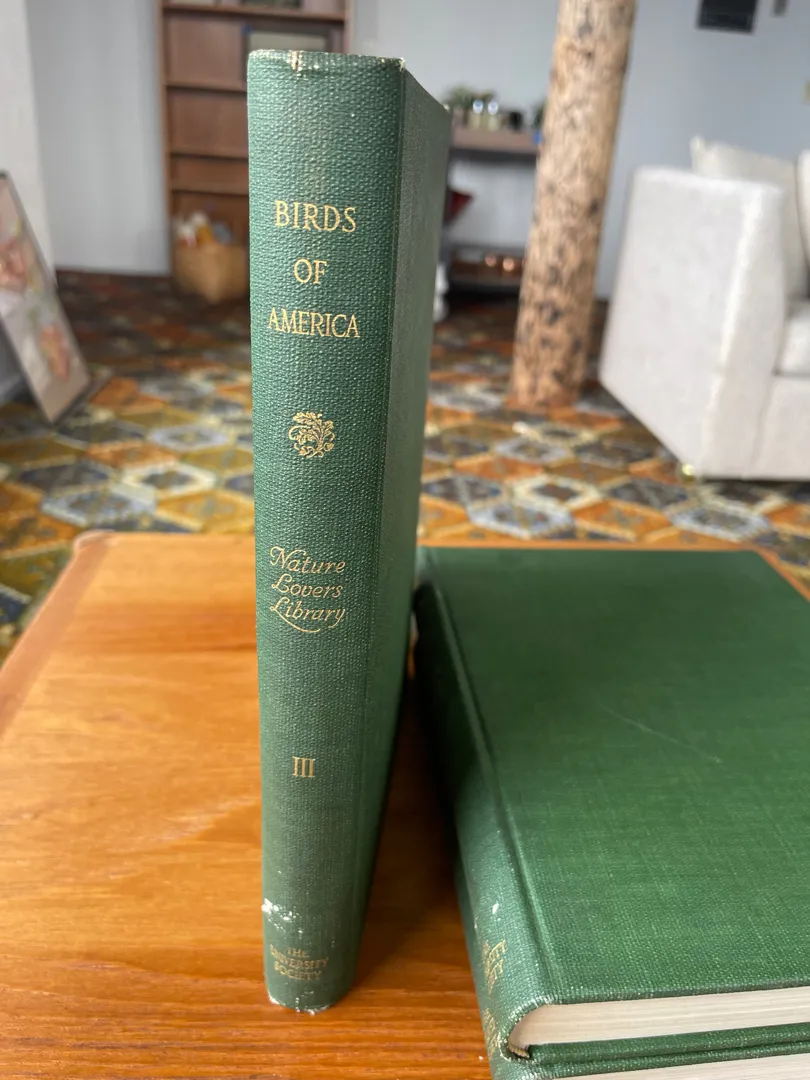 BIRDS
OF
AMERICA
Nature
Lovers
Library
III
THE
UNIVERSITY
SOCIETY